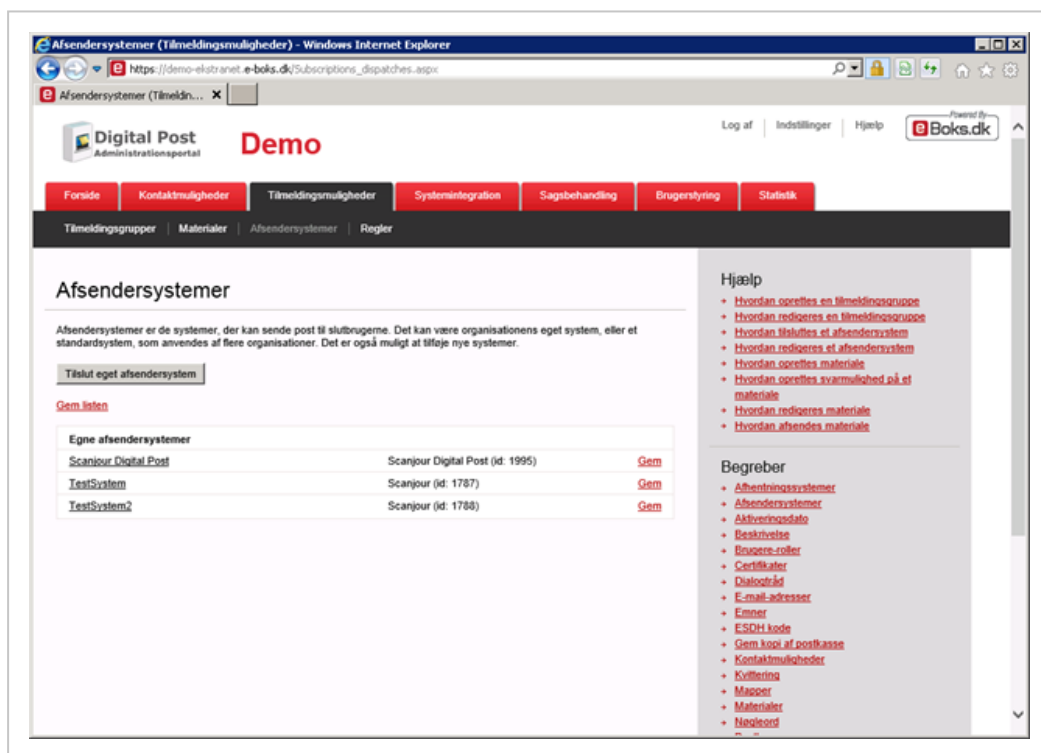 Afsendersystemer (Tilmeldingsmuligheder) - Windows Internet Explorer
https://demo-ekstranet.e-boks.dk/Subscriptions_dispatches.aspx
Afsendersystemer (Tilmeldin...
Digital Post
Administrationsportal
Demo
Log af | Indstillinger | Hjælp
Powered By
e Boks.dk
Forside Kontaktmuligheder Tilmeldingsmuligheder Systemintegration Sagsbehandling Brugerstyring Statistik
Tilmeldingsgrupper | Materialer | Afsendersystemer | Regler
Afsendersystemer
Afsendersystemer er de systemer, der kan sende post til slutbrugerne. Det kan være organisationens eget system, eller et
standardsystem, som anvendes af flere organisationer. Det er også muligt at tilføje nye systemer.
Tilslut eget afsendersystem
Gem listen
Egne afsendersystemer
Scanjour Digital Post Scanjour Digital Post (id: 1995) Gem
TestSystem Scanjour (id: 1787) Gem
TestSystem2 Scanjour (id: 1788) Gem
Hjælp
Hvordan oprettes en tilmeldingsgruppe
Hvordan redigeres en tilmeldingsgruppe
Hvordan tilsluttes et afsendersystem
Hvordan redigeres et afsendersystem
Hvordan oprettes materiale
Hvordan oprettes svarmulighed på et
materiale
Hvordan redigeres materiale
Hvordan afsendes materiale
Begreber
Afhentningssystemer
Afsendersystemer
Aktiveringsdato
Beskrivelse
Brugere-roller
Certifikater
Dialogtråd
E-mail-adresser
Emner
ESDH kode
Gem kopi af postkasse
Kontaktmuligheder
Kvittering
Mapper
Materialer
Nøgleord